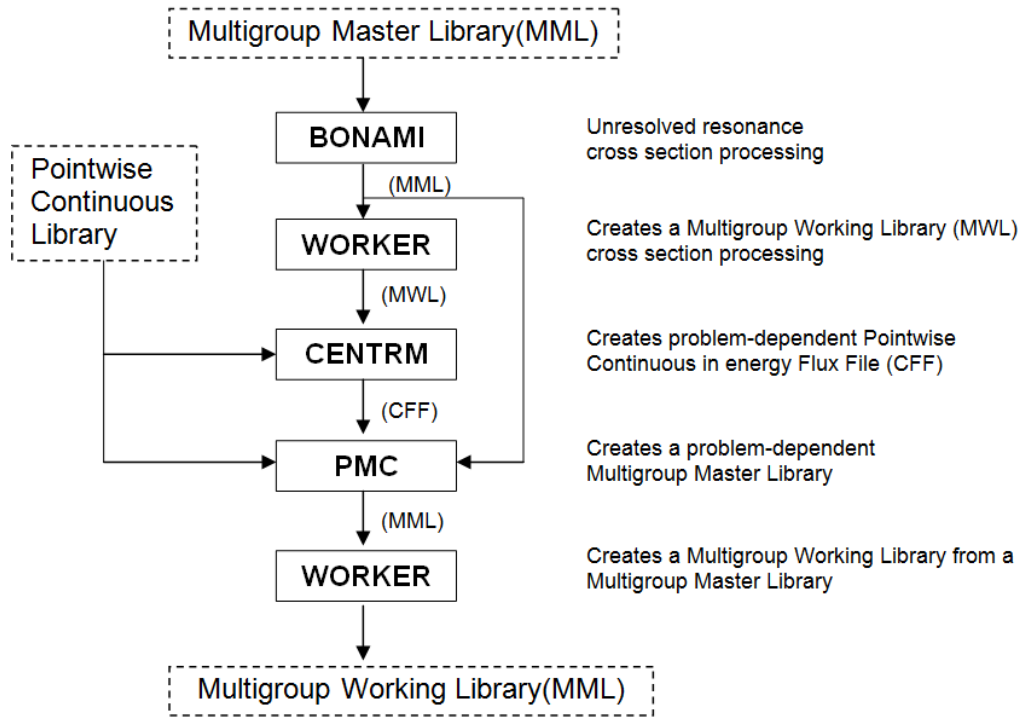 Multigroup Master Library(MML)
BONAMI
Unresolved resonance
cross section processing
Pointwise
Continuous
Library
(MML)
WORKER
Creates a Multigroup Working Library (MWL)
cross section processing
(MWL)
CENTRM
Creates problem-dependent Pointwise
Continuous in energy Flux File (CFF)
(CFF)
PMC
Creates a problem-dependent
Multigroup Master Library
(MML)
WORKER
Creates a Multigroup Working Library from a
Multigroup Master Library
Multigroup Working Library(MML)